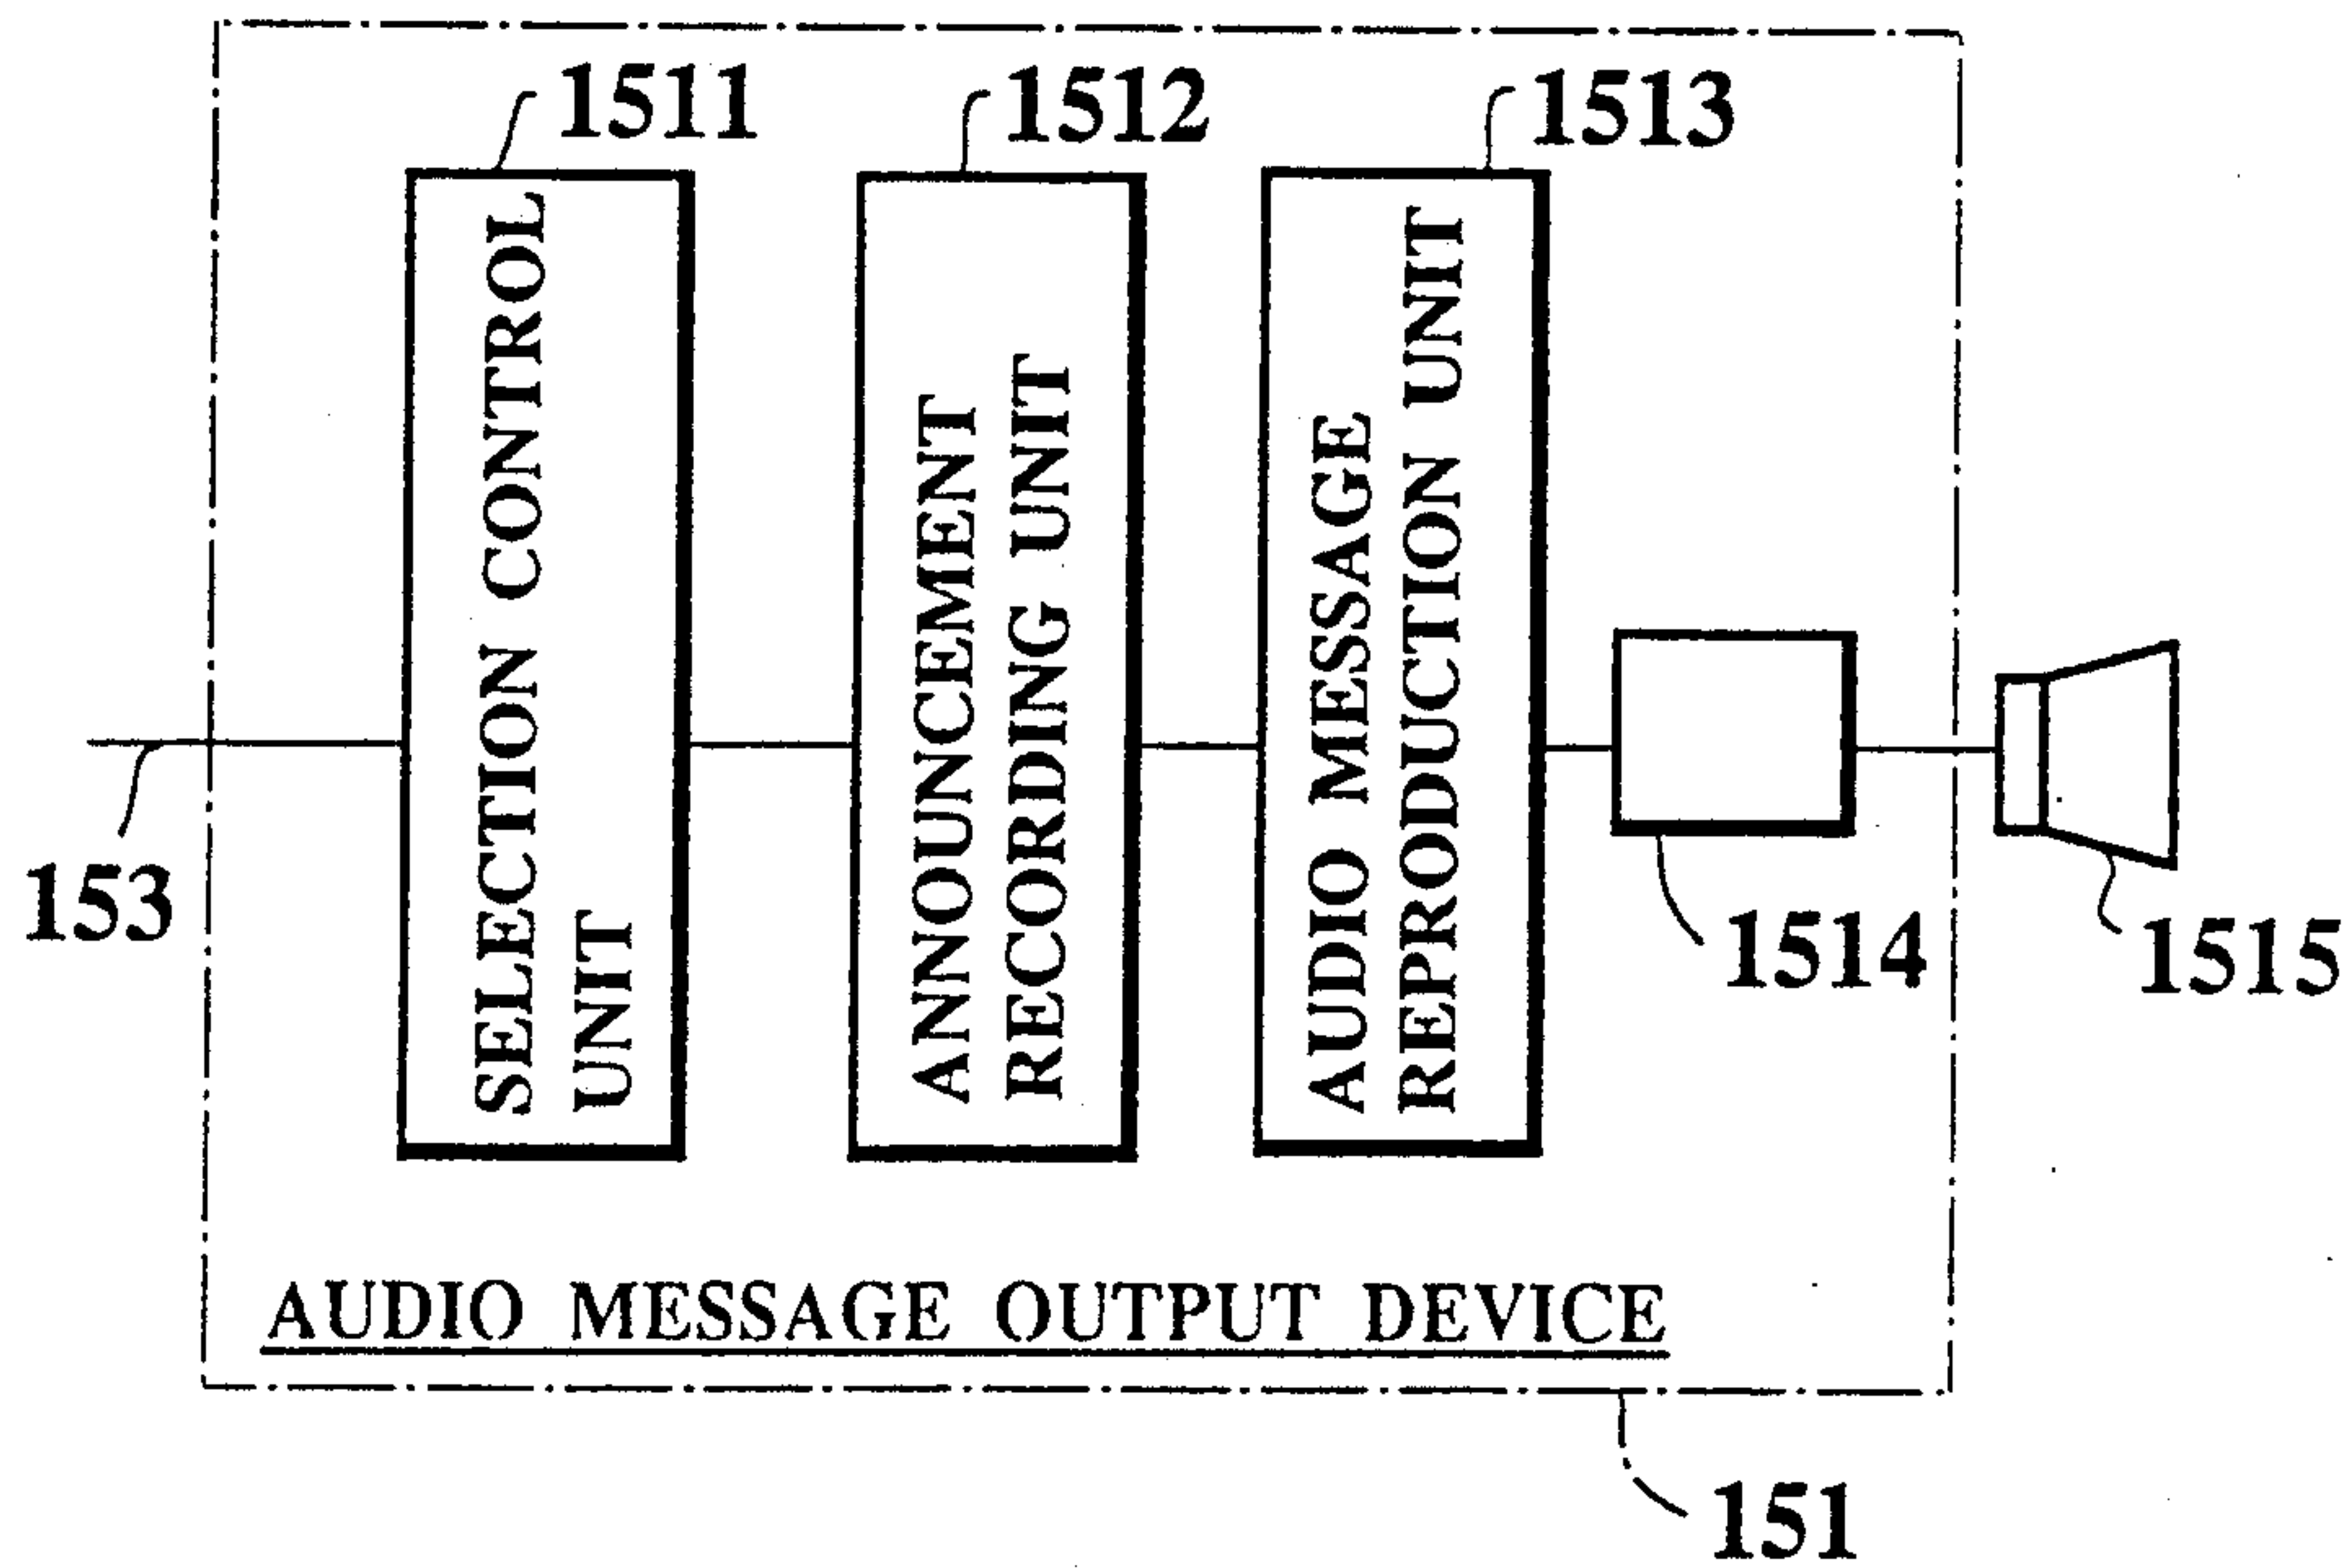 1511
1512
1513
SELECTION CONTROL
UNIT
ANNOUNCEMENT
RECORDING UNIT
AUDIO MESSAGE
REPRODUCTION UNIT
153
1514
1515
AUDIO MESSAGE OUTPUT DEVICE
151